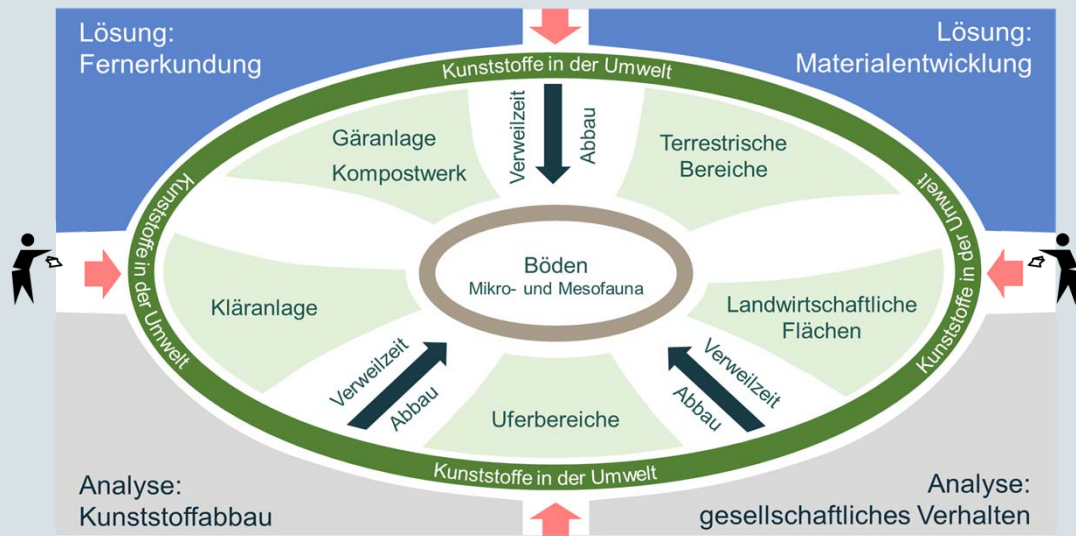 Lösung:
Fernerkundung
Lösung:
Materialentwicklung
Kunststoffe in der Umwelt
Gäranlage
Kompostwerk
Verweilzeit
Abbau
Terrestrische
Bereiche
Kunststoffe in der Umwelt
Kunststoffe in der Umwelt
Böden
Mikro- und Mesofauna
Kläranlage
Landwirtschaftliche
Flächen
Verweilzeit
Abbau
Uferbereiche
Verweilzeit
Abbau
Kunststoffe in der Umwelt
Analyse:
Kunststoffabbau
Analyse:
gesellschaftliches Verhalten